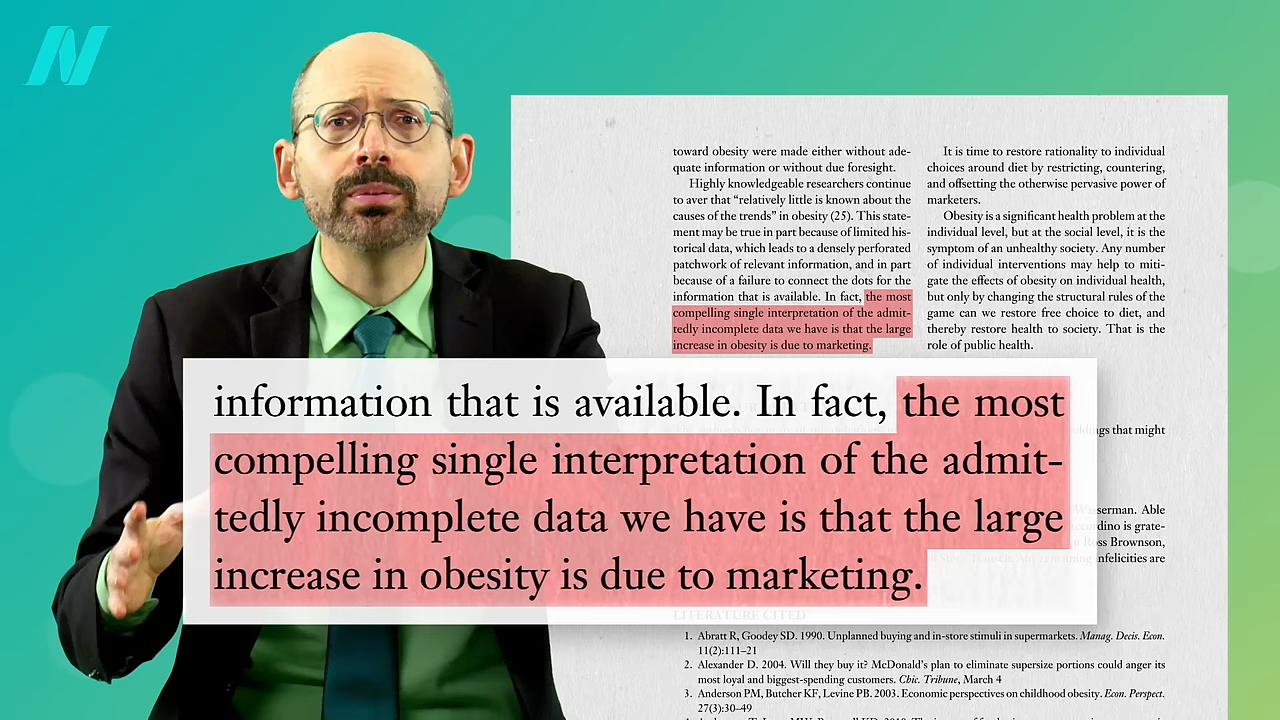 N
toward obesity were made either without ade-
quate information or without due foresight.
Highly knowledgeable researchers continue
to aver that “relatively little is known about the
causes of the trends” in obesity (25). This state-
ment may be true in part because of limited his-
torical data, which leads to a densely perforated
patchwork of relevant information, and in part
because of a failure to connect the dots for the
information that is available. In fact, the most
compelling single interpretation of the admit-
tedly incomplete data we have is that the large
increase in obesity is due to marketing.
It is time to restore rationality to individual
choices around diet by restricting, countering,
and offsetting the otherwise pervasive power of
marketers.
Obesity is a significant health problem at the
individual level, but at the social level, it is the
symptom of an unhealthy society. Any number
of individual interventions may help to miti-
gate the effects of obesity on individual health,
but only by changing the structural rules of the
game can we restore free choice to diet, and
thereby restore health to society. That is the
role of public health.
information that is available. In fact, the most
compelling single interpretation of the admit-
tedly incomplete data we have is that the large
increase in obesity is due to marketing.
that might
Able
is grate-
Ross Brownson,
infelicities are
LITERATURE CITED
1. Abratt R, Goodey SD. 1990. Unplanned buying and in-store stimuli in supermarkets. Manag. Decis. Econ.
11(2):111–21
2. Alexander D. 2004. Will they buy it? McDonald’s plan to eliminate supersize portions could anger its
most loyal and biggest-spending customers. Chic. Tribune, March 4
3. Anderson PM, Butcher KF, Levine PB. 2003. Economic perspectives on childhood obesity. Econ. Perspect.
27(3):30–49